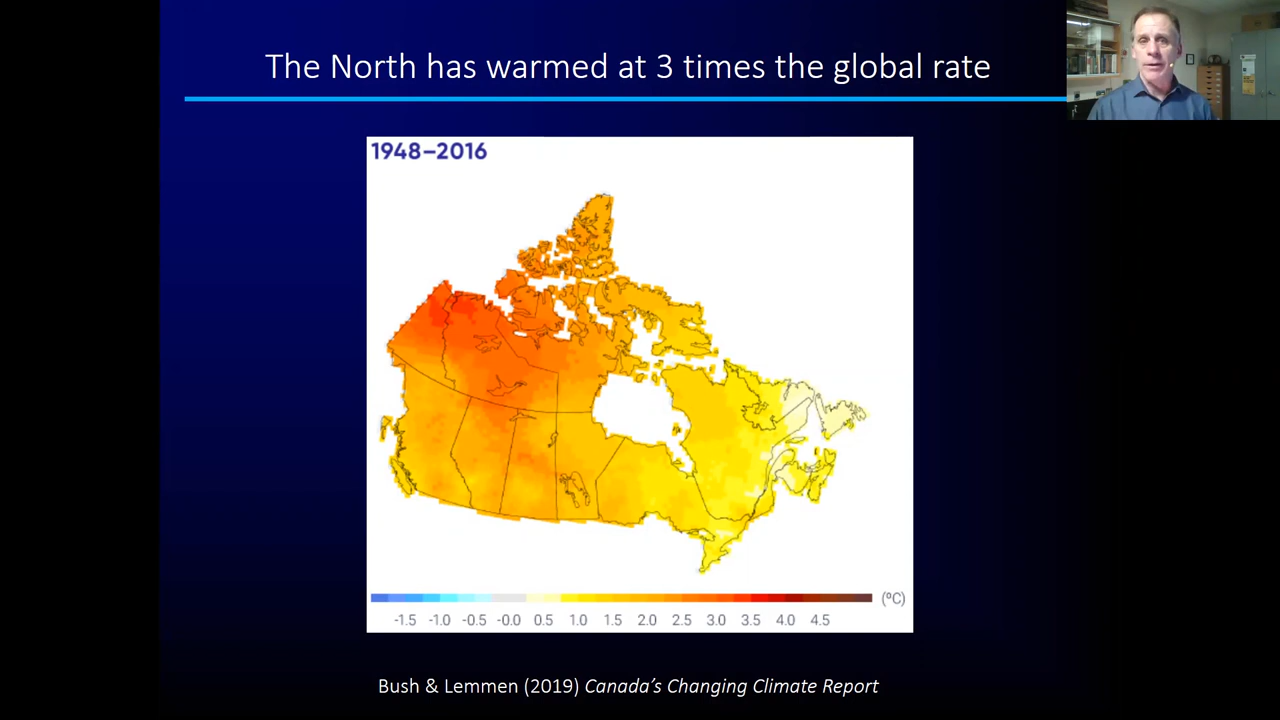 The North has warmed at 3 times the global rate
1948–2016
(ºC)
-1.5 -1.0 -0.5 -0.0 0.5 1.0 1.5 2.0 2.5 3.0 3.5 4.0 4.5
Bush & Lemmen (2019) Canada's Changing Climate Report